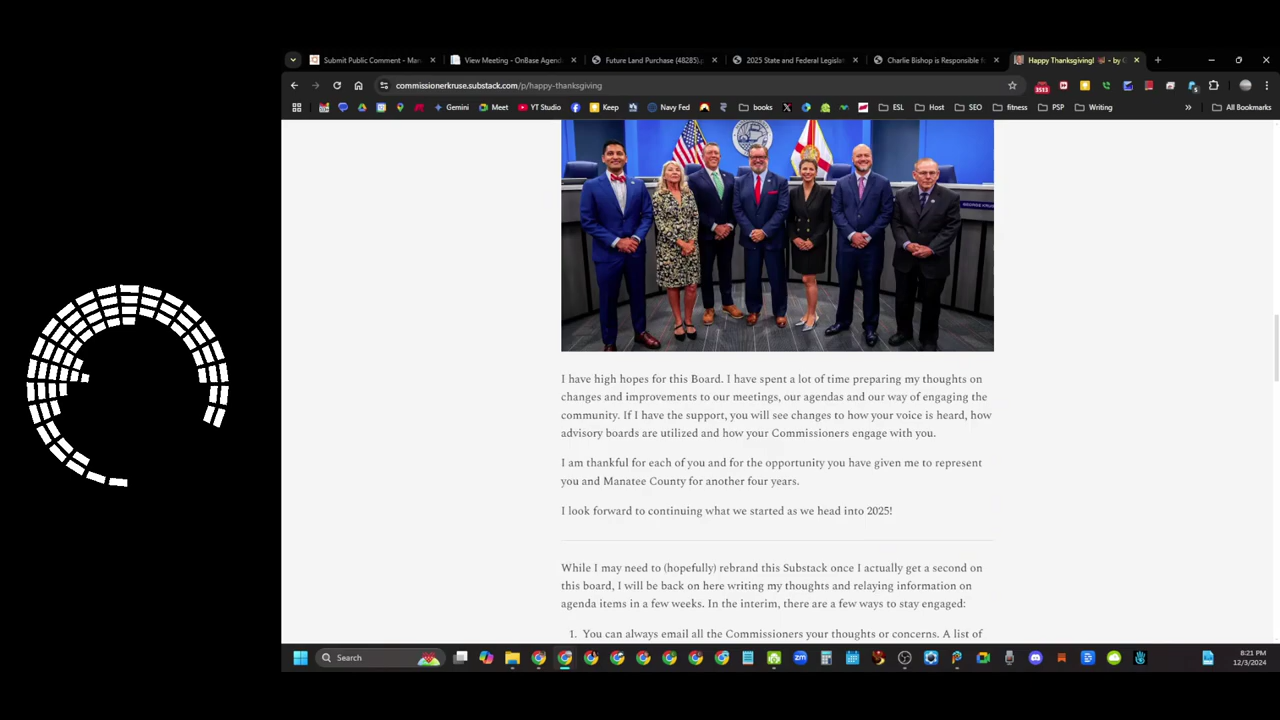 Submit Public Comment - Man
View Meeting - OnBase Agend
Future Land Purchase (48285).p
2025 State and Federal Legislat
Charlie Bishop is Responsible fo
Happy Thanksgiving! - by C
commissionerkruse.substack.com/p/happy-thanksgiving
3513
Gemini
Meet
YT Studio
Keep
Navy Fed
books
ESL
Host
SEO
fitness
PSP
Writing
All Bookmarks
GEORGE KRUSE
I have high hopes for this Board. I have spent a lot of time preparing my thoughts on
changes and improvements to our meetings, our agendas and our way of engaging the
community. If I have the support, you will see changes to how your voice is heard, how
advisory boards are utilized and how your Commissioners engage with you.
I am thankful for each of you and for the opportunity you have given me to represent
you and Manatee County for another four years.
I look forward to continuing what we started as we head into 2025!
While I may need to (hopefully) rebrand this Substack once I actually get a second on
this board, I will be back on here writing my thoughts and relaying information on
agenda items in a few weeks. In the interim, there are a few ways to stay engaged:
1. You can always email all the Commissioners your thoughts or concerns. A list of
Search
8:21 PM
12/3/2024